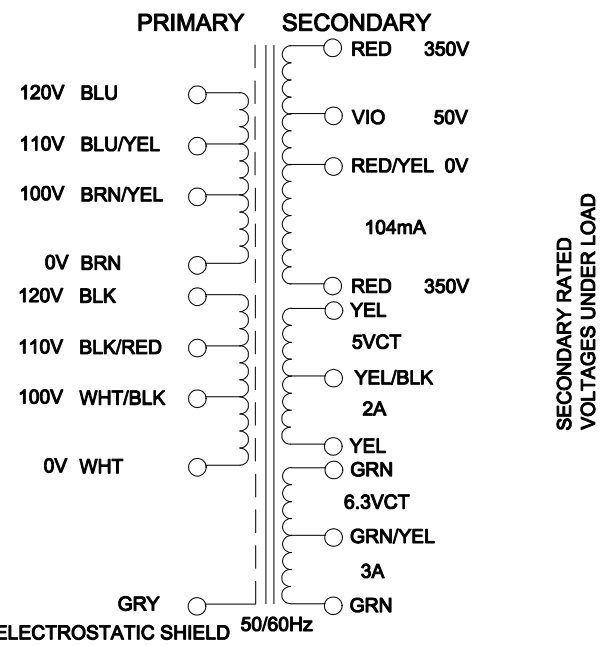 PRIMARY SECONDARY
RED 350V
120V BLU
VIO 50V
110V BLU/YEL
RED/YEL 0V
100V BRN/YEL
104mA
0V BRN
RED 350V
120V BLK
YEL
5VCT
110V BLK/RED
YEL/BLK
100V WHT/BLK
2A
YEL
0V WHT
GRN
6.3VCT
GRN/YEL
3A
GRY
GRN
ELECTROSTATIC SHIELD
50/60Hz
SECONDARY RATED
VOLTAGES UNDER LOAD